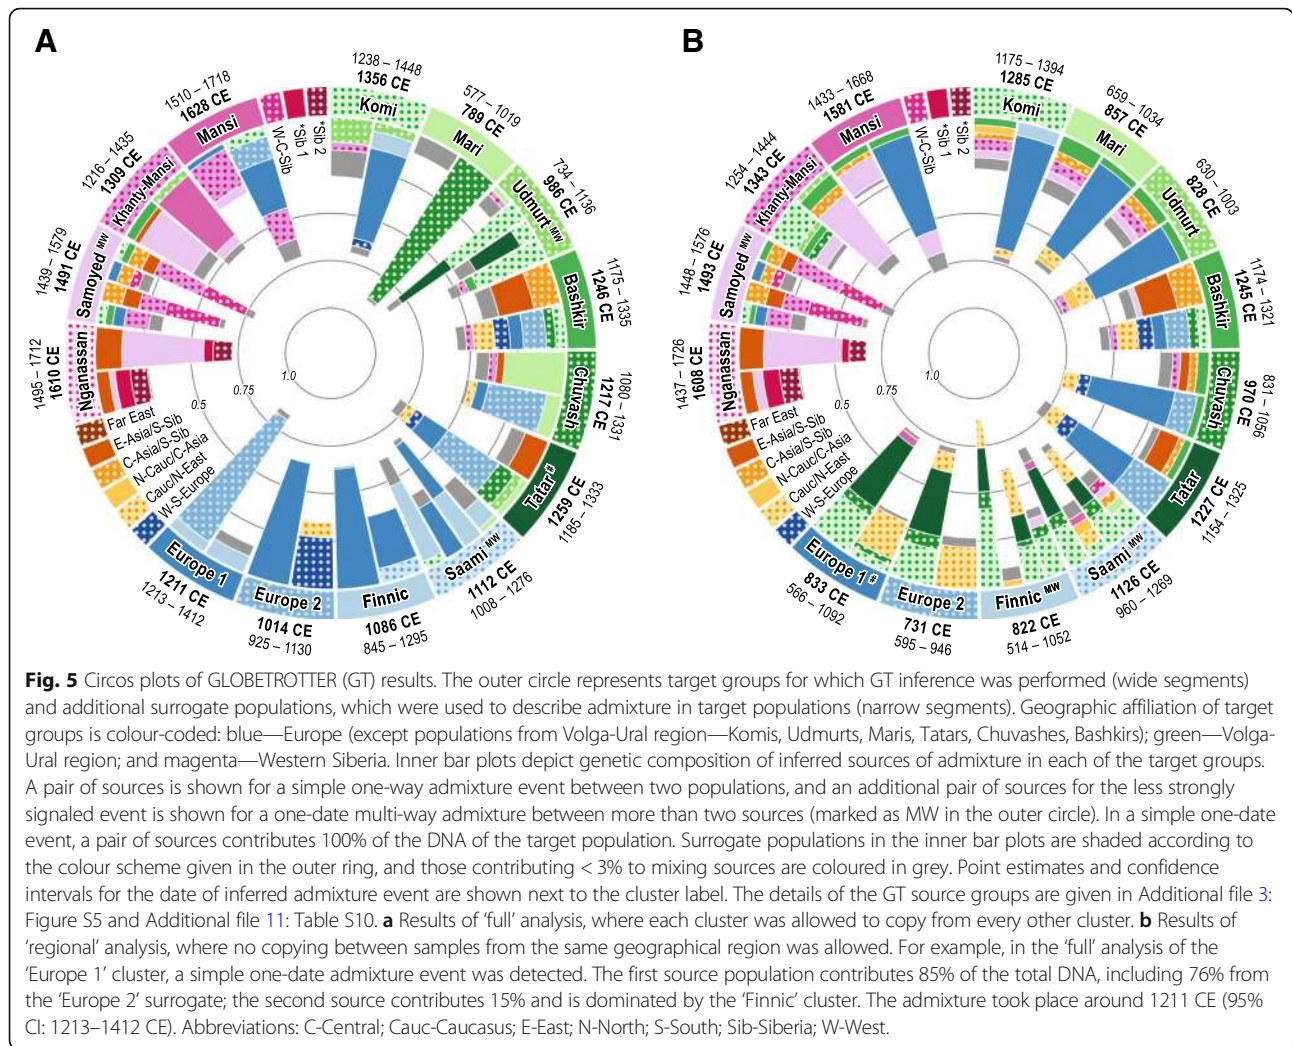 A
B
1238 – 1448
1356 CE
Komi
577 – 1019
789 CE
Mari
734 – 1136
986 CE
Udmurt MW
1175 – 1335
1246 CE
Bashkir
1080 – 1331
1217 CE
Chuvash
Tatar #
1259 CE
1185 – 1333
Saami MW
1112 CE
1008 – 1276
Finnic
1086 CE
845 – 1295
Europe 2
1014 CE
925 – 1130
Europe 1
1241 CE
1213 – 1412
W-S-Europe
Cauc/N-East
N-Cauc/C-Asia
C-Asia/S-Sib
E-Asia/S-Sib
Far East
Nganassan
1610 CE
1495 – 1712
Samoyed MW
1491 CE
1439 – 1579
Khanty-Mansi
1309 CE
1216 – 1435
Mansi
1628 CE
1510 – 1718
W-C-Sib
*Sib 1
*Sib 2
1.0
0.75
0.5
1175 – 1394
1285 CE
Komi
659 – 1034
857 CE
Mari
630 – 1003
828 CE
Udmurt
1174 – 1321
1245 CE
Bashkir
831 – 1056
970 CE
Chuvash
Tatar
1227 CE
1154 – 1325
Saami MW
1126 CE
960 – 1269
Finnic MW
822 CE
514 – 1052
Europe 2
731 CE
595 – 946
Europe 1 #
833 CE
566 – 1092
W-S-Europe
Cauc/N-East
N-Cauc/C-Asia
C-Asia/S-Sib
E-Asia/S-Sib
Far East
Nganassan
1608 CE
1437 – 1726
Samoyed MW
1493 CE
1448 – 1576
Khanty-Mansi
1343 CE
1254 – 1444
Mansi
1581 CE
1433 – 1668
W-C-Sib
*Sib 1
*Sib 2
1.0
0.75
0.5
Fig. 5 Circos plots of GLOBETROTTER (GT) results. The outer circle represents target groups for which GT inference was performed (wide segments)
and additional surrogate populations, which were used to describe admixture in target populations (narrow segments). Geographic affiliation of target
groups is colour-coded: blue—Europe (except populations from Volga-Ural region—Komis, Udmurts, Maris, Tatars, Chuvashes, Bashkirs); green—Volga-
Ural region; and magenta—Western Siberia. Inner bar plots depict genetic composition of inferred sources of admixture in each of the target groups.
A pair of sources is shown for a simple one-way admixture event between two populations, and an additional pair of sources for the less strongly
signaled event is shown for a one-date multi-way admixture between more than two sources (marked as MW in the outer circle). In a simple one-date
event, a pair of sources contributes 100% of the DNA of the target population. Surrogate populations in the inner bar plots are shaded according to
the colour scheme given in the outer ring, and those contributing < 3% to mixing sources are coloured in grey. Point estimates and confidence
intervals for the date of inferred admixture event are shown next to the cluster label. The details of the GT source groups are given in Additional file 3:
Figure S5 and Additional file 11: Table S10. a Results of ‘full’ analysis, where each cluster was allowed to copy from every other cluster. b Results of
‘regional’ analysis, where no copying between samples from the same geographical region was allowed. For example, in the ‘full’ analysis of the
‘Europe 1’ cluster, a simple one-date admixture event was detected. The first source population contributes 85% of the total DNA, including 76% from
the ‘Europe 2’ surrogate; the second source contributes 15% and is dominated by the ‘Finnic’ cluster. The admixture took place around 1211 CE (95%
CI: 1213–1412 CE). Abbreviations: C-Central; Cauc-Caucasus; E-East; N-North; S-South; Sib-Siberia; W-West.